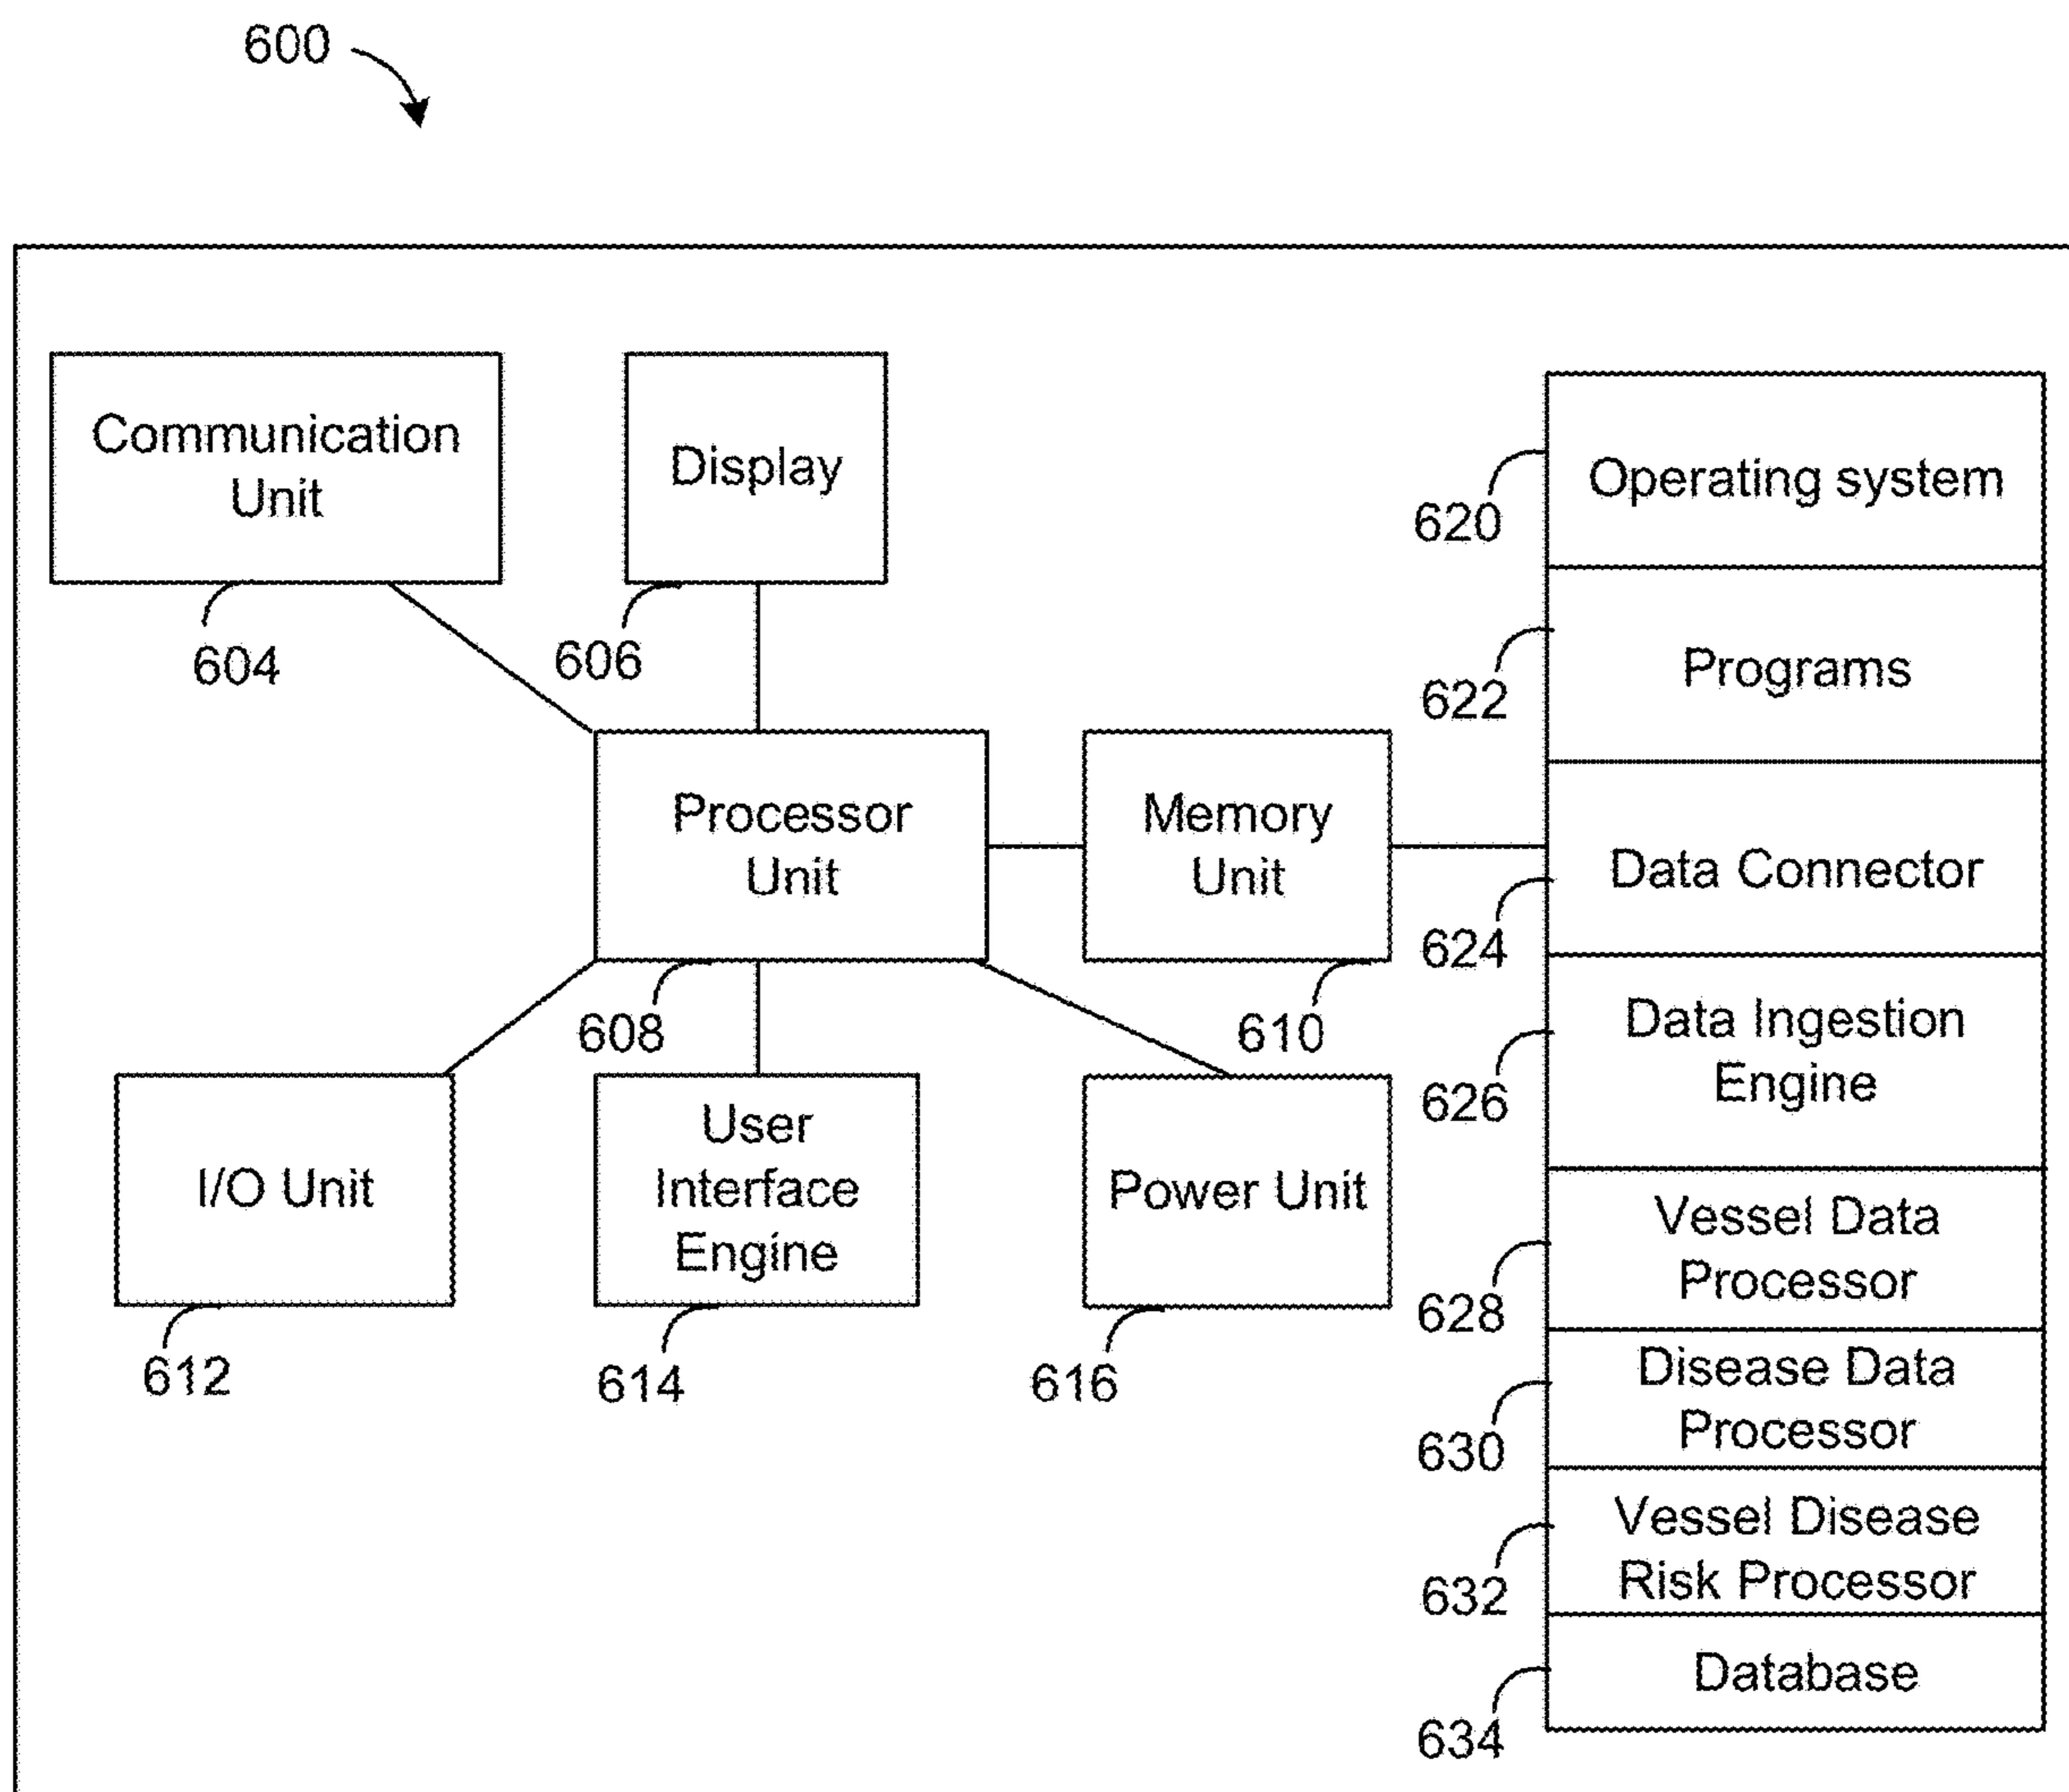 600
Communication
Unit
604
Display
606
Processor
Unit
608
Memory
Unit
610
I/O Unit
612
User
Interface
Engine
614
Power Unit
616
Operating system
620
Programs
622
Data Connector
624
Data Ingestion
Engine
626
Vessel Data
Processor
628
Disease Data
Processor
630
Vessel Disease
Risk Processor
632
Database
634